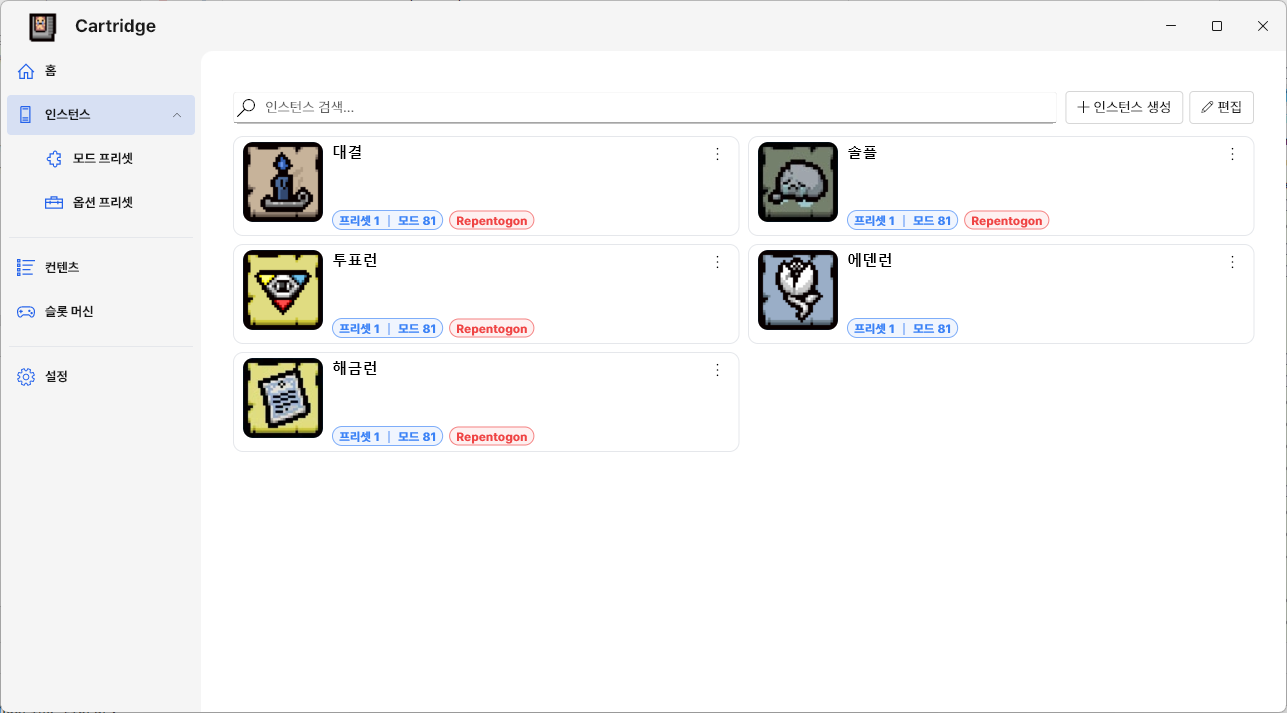 Cartridge
홈
인스턴스
모드 프리셋
옵션 프리셋
컨텐츠
슬롯 머신
설정
인스턴스 검색...
인스턴스 생성
편집
대결
프리셋 1 | 모드 81 Repentogon
솔플
프리셋 1 | 모드 81 Repentogon
투표런
프리셋 1 | 모드 81 Repentogon
에덴런
프리셋 1 | 모드 81
해금런
프리셋 1 | 모드 81 Repentogon